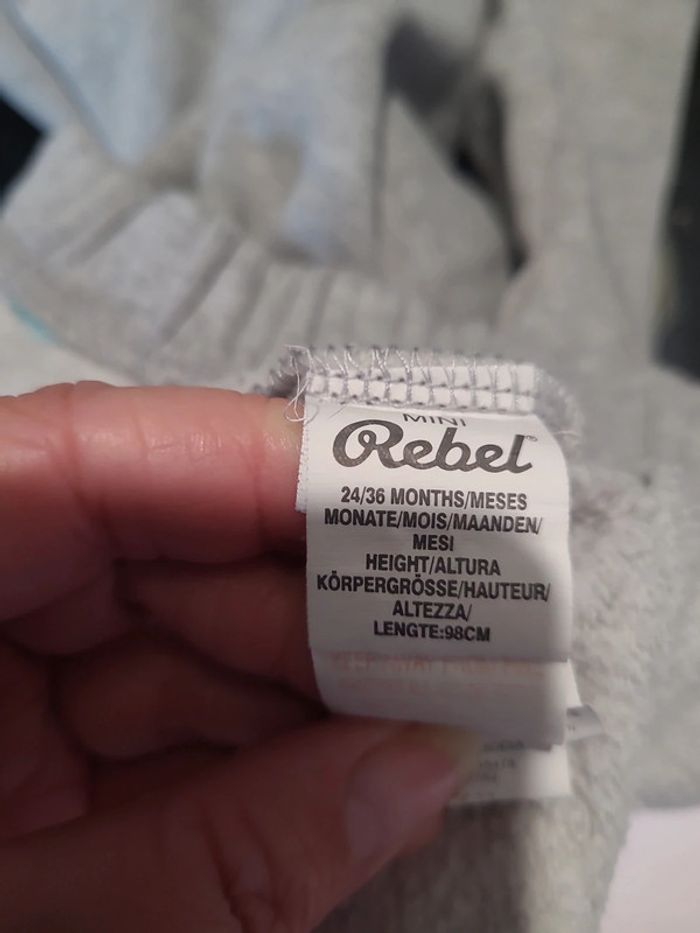 MINI
Rebel
24/36 MONTHS/MESES
MONATE/MOIS/MAANDEN/
MESI
HEIGHT/ALTURA
KÖRPERGRÖSSE/HAUTEUR/
ALTEZZA/
LENGTE:98CM